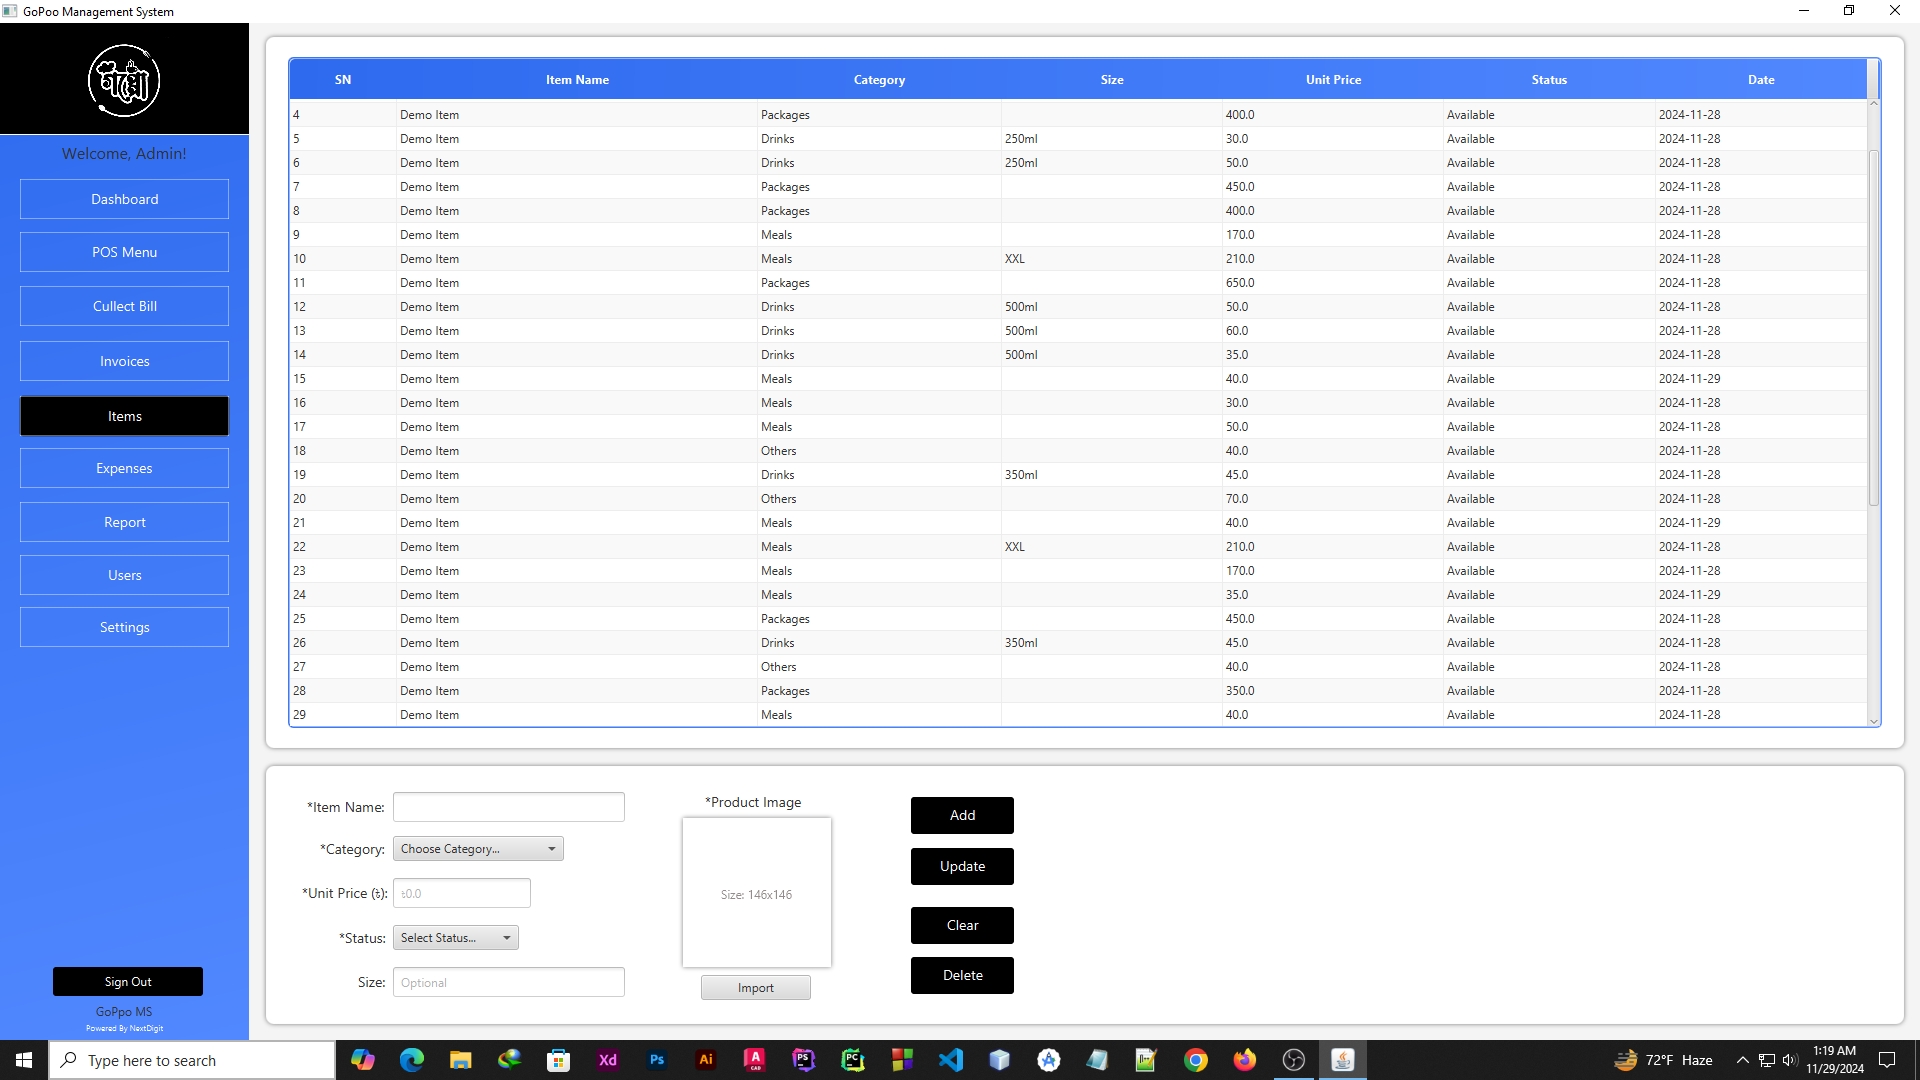 GoPoo Management System
গপ্পো
Welcome, Admin!
Dashboard
POS Menu
Cullect Bill
Invoices
Items
Expenses
Report
Users
Settings
Sign Out
GoPpo MS
Powered By NextDigit
SN Item Name Category Size Unit Price Status Date
4 Demo Item Packages 400.0 Available 2024-11-28
5 Demo Item Drinks 250ml 30.0 Available 2024-11-28
6 Demo Item Drinks 250ml 50.0 Available 2024-11-28
7 Demo Item Packages 450.0 Available 2024-11-28
8 Demo Item Packages 400.0 Available 2024-11-28
9 Demo Item Meals 170.0 Available 2024-11-28
10 Demo Item Meals XXL 210.0 Available 2024-11-28
11 Demo Item Packages 650.0 Available 2024-11-28
12 Demo Item Drinks 500ml 50.0 Available 2024-11-28
13 Demo Item Drinks 500ml 60.0 Available 2024-11-28
14 Demo Item Drinks 500ml 35.0 Available 2024-11-28
15 Demo Item Meals 40.0 Available 2024-11-29
16 Demo Item Meals 30.0 Available 2024-11-28
17 Demo Item Meals 50.0 Available 2024-11-28
18 Demo Item Others 40.0 Available 2024-11-28
19 Demo Item Drinks 350ml 45.0 Available 2024-11-28
20 Demo Item Others 70.0 Available 2024-11-28
21 Demo Item Meals 40.0 Available 2024-11-29
22 Demo Item Meals XXL 210.0 Available 2024-11-28
23 Demo Item Meals 170.0 Available 2024-11-28
24 Demo Item Meals 35.0 Available 2024-11-29
25 Demo Item Packages 450.0 Available 2024-11-28
26 Demo Item Drinks 350ml 45.0 Available 2024-11-28
27 Demo Item Others 40.0 Available 2024-11-28
28 Demo Item Packages 350.0 Available 2024-11-28
29 Demo Item Meals 40.0 Available 2024-11-28
*Item Name:
*Category: Choose Category...
*Unit Price (৳): ৳0.0
*Status: Select Status...
Size: Optional
*Product Image
Size: 146x146
Import
Add
Update
Clear
Delete
Type here to search
Xd
Ps
Ai
A
CAD
PS
PC
72°F Haze
1:19 AM
11/29/2024